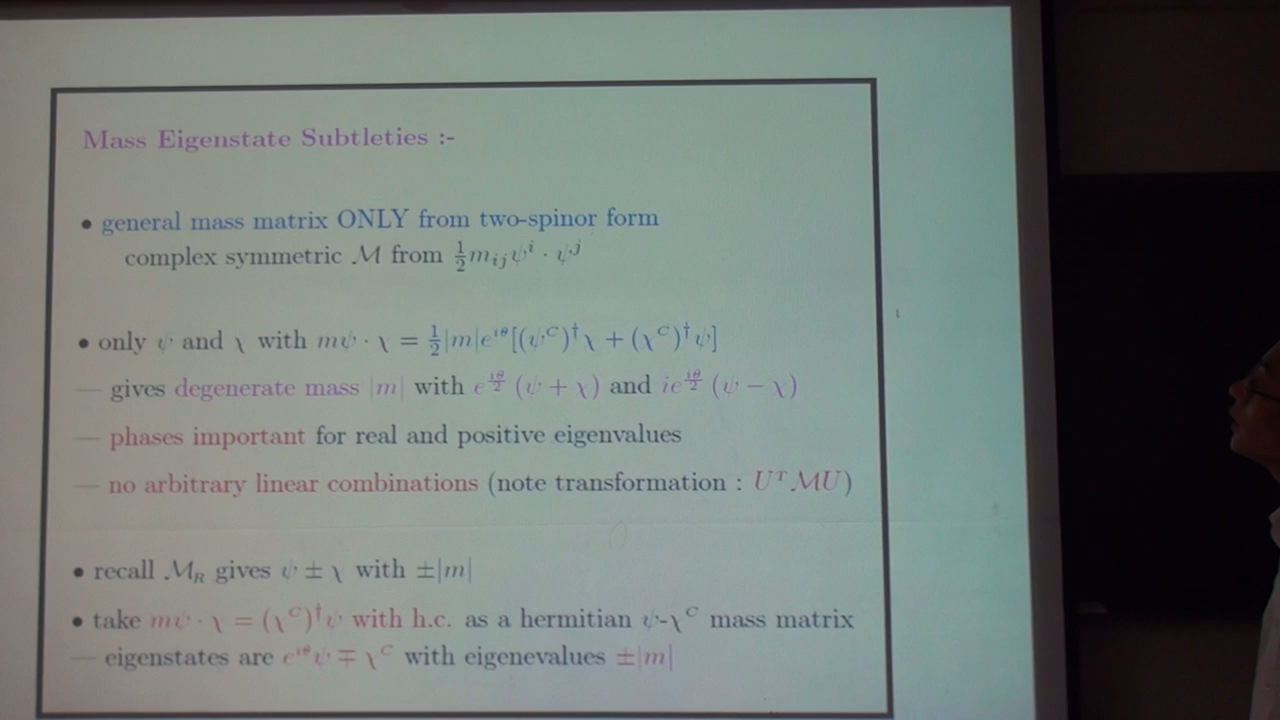 Mass Eigenstate Subtleties :-
• general mass matrix ONLY from two-spinor form
complex symmetric ℳ from ½mᵢⱼψⁱ · ψʲ
• only ψ and χ with mψ · χ = ½|m|e^{iθ}[(ψ^C)^†χ + (χ^C)^†ψ]
— gives degenerate mass |m| with e^{iθ/2} (ψ + χ) and ie^{iθ/2} (ψ − χ)
— phases important for real and positive eigenvalues
— no arbitrary linear combinations (note transformation : U^TℳU)
• recall ℳ_R gives ψ ± χ with ±|m|
• take mψ · χ = (χ^C)^†ψ with h.c. as a hermitian ψ-χ^C mass matrix
— eigenstates are e^{iθ}ψ ∓ χ^C with eigenevalues ±|m|